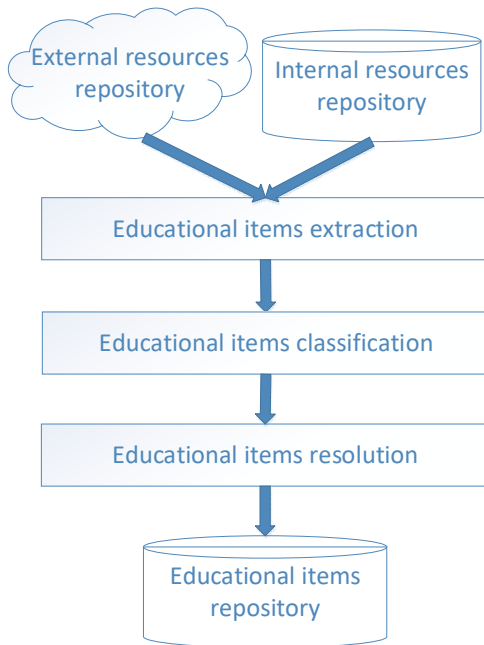 External resources
repository
Internal resources
repository
Educational items extraction
Educational items classification
Educational items resolution
Educational items
repository